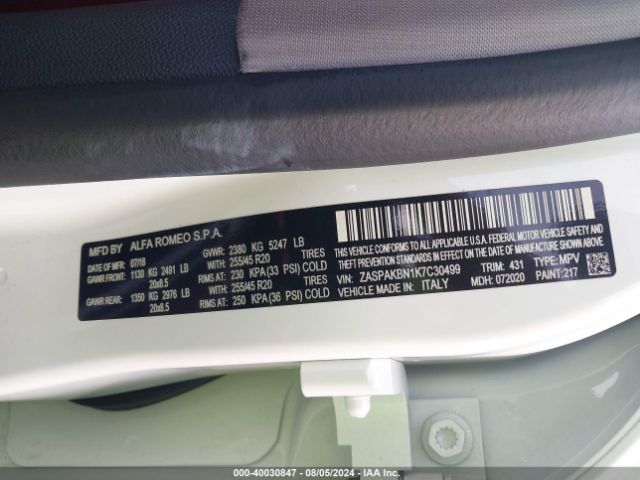 MFD BY ALFA ROMEO S.P.A.
DATE OF MFR: 07/18 GVWR: 2380 KG 5247 LB
GAWR FRONT: 1130 KG 2491 LB WITH: 255/45 R20 TIRES
20x8.5 RIMS AT: 230 KPA(33 PSI) COLD
GAWR REAR: 1350 KG 2976 LB WITH: 255/45 R20 TIRES
20x8.5 RIMS AT: 250 KPA(36 PSI) COLD
THIS VEHICLE CONFORMS TO ALL APPLICABLE U.S.A. FEDERAL MOTOR VEHICLE
SAFETY, BUMPER, AND THEFT PREVENTION STANDARDS IN EFFECT
ON THE DATE OF MANUFACTURE SHOWN ABOVE.
VIN: ZASPAKBN1K7C30499 TYPE: MPV
TRIM: 431
VEHICLE MADE IN: ITALY MDH: 072020 PAINT: 217
000-40030847 - 08/05/2024 - IAA Inc.